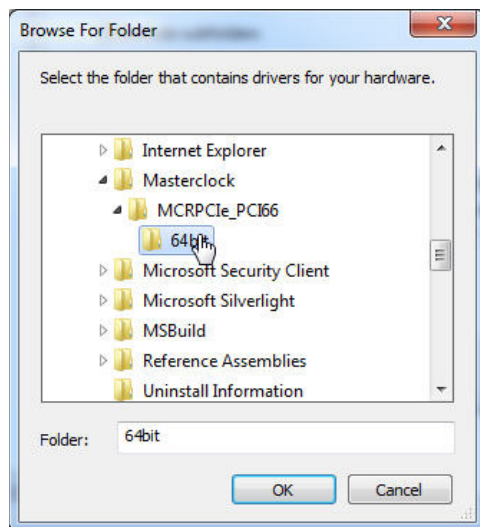 Browse For Folder
Select the folder that contains drivers for your hardware.
Internet Explorer
Masterclock
MCRPCIe_PCI66
64bit
Microsoft Security Client
Microsoft Silverlight
MSBuild
Reference Assemblies
Uninstall Information
Folder: 64bit
OK Cancel